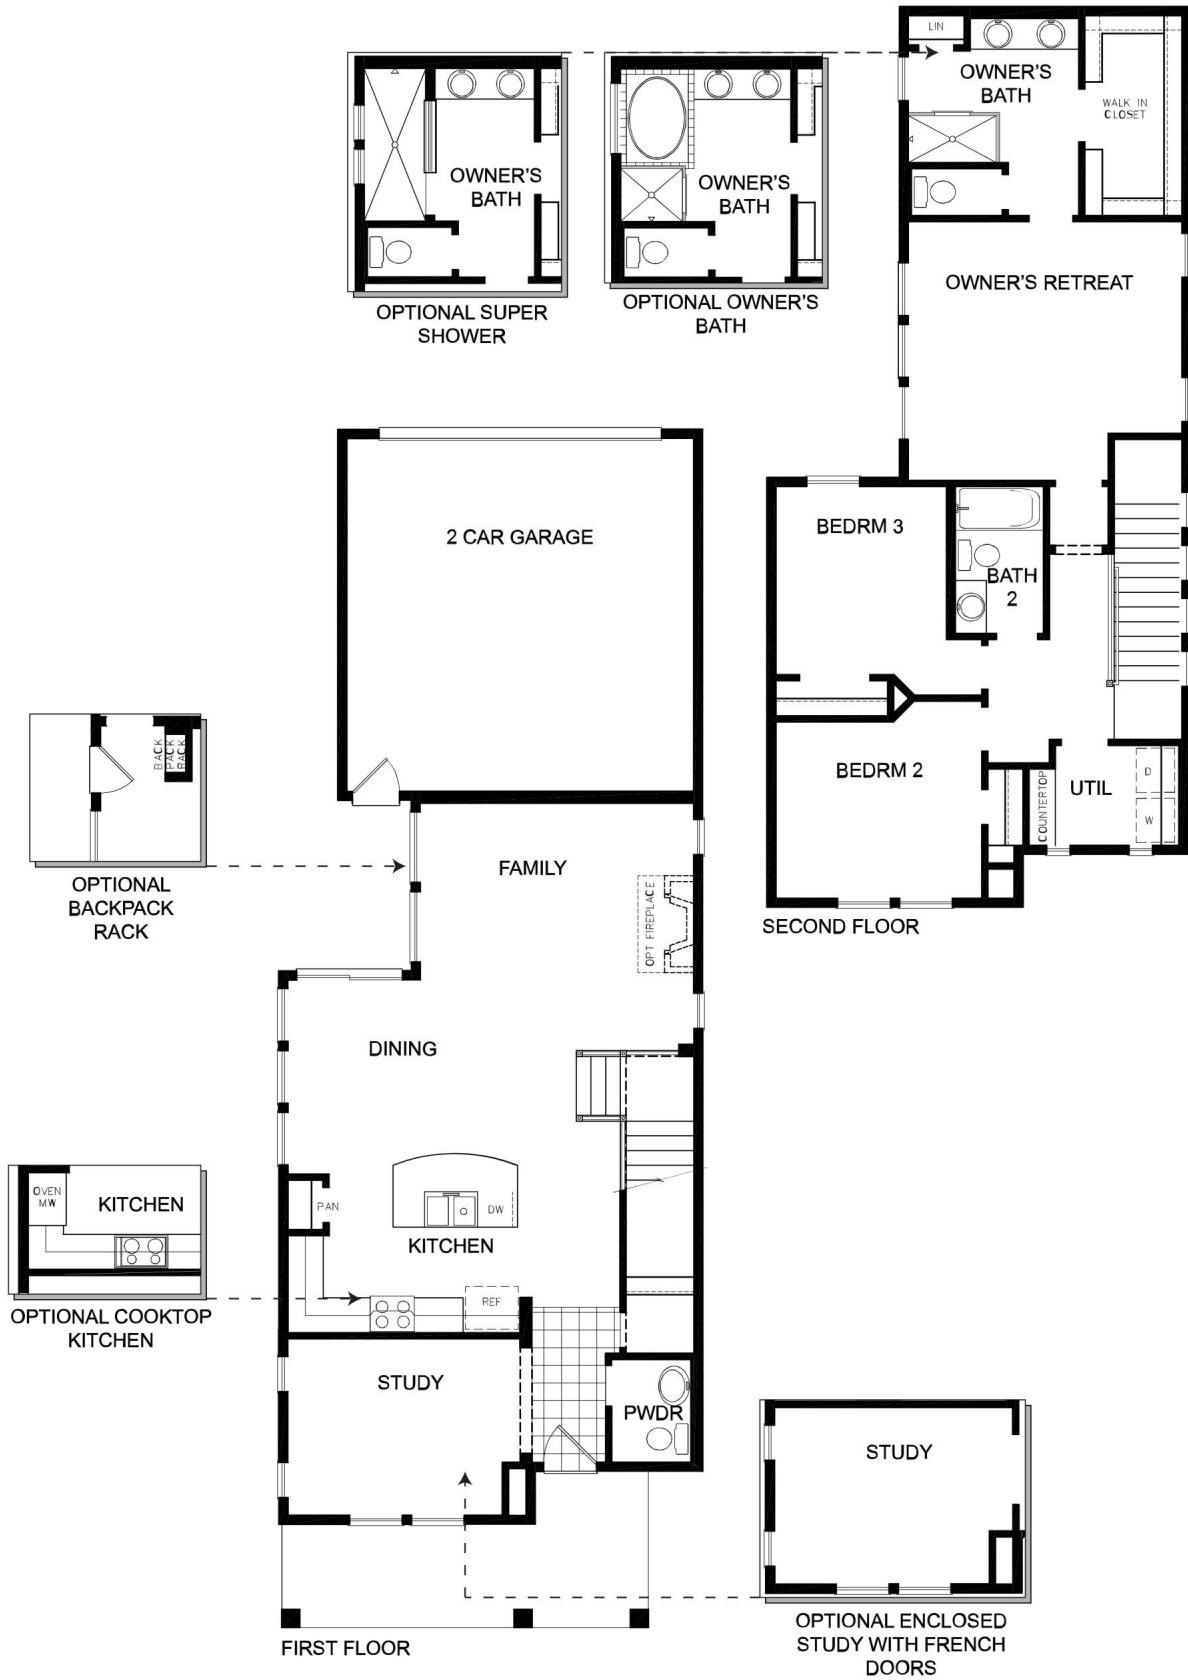 LIN
OWNER'S
BATH
WALK IN
CLOSET
OWNER'S
BATH
OPTIONAL SUPER
SHOWER
OWNER'S
BATH
OPTIONAL OWNER'S
BATH
OWNER'S RETREAT
2 CAR GARAGE
BEDRM 3
BATH
2
BEDRM 2
COUNTERTOP
UTIL
D
W
SECOND FLOOR
BACK
PACK
RACK
OPTIONAL
BACKPACK
RACK
FAMILY
OPT FIREPLACE
DINING
OVEN
MW
KITCHEN
OPTIONAL COOKTOP
KITCHEN
PAN
DW
KITCHEN
REF
STUDY
PWDR
FIRST FLOOR
STUDY
OPTIONAL ENCLOSED
STUDY WITH FRENCH
DOORS